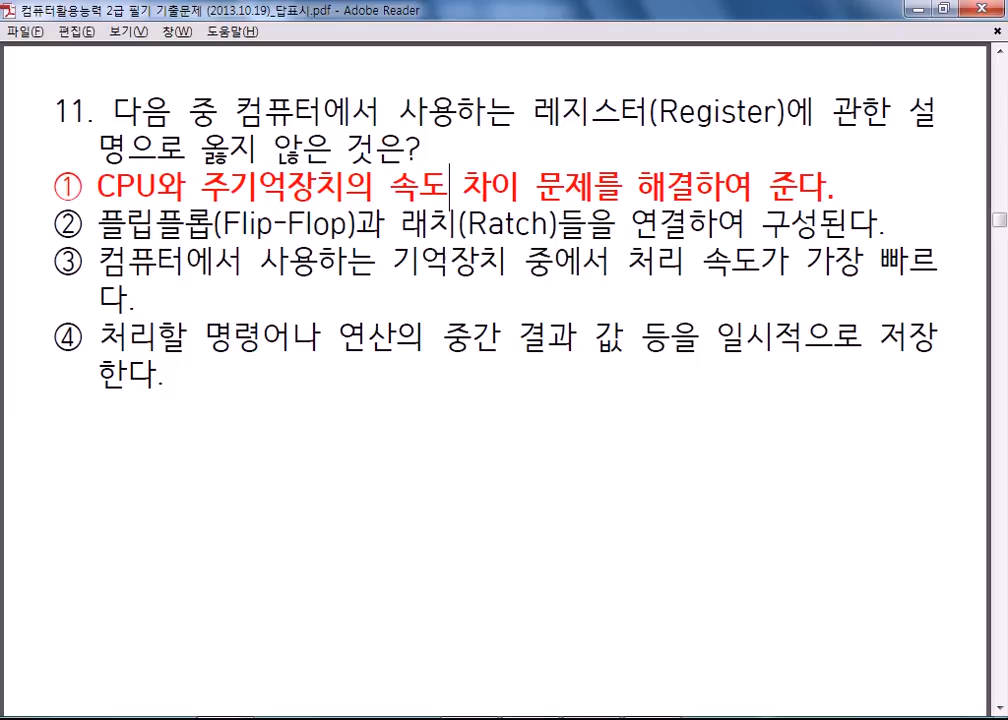 컴퓨터활용능력 2급 필기 기출문제 (2013.10.19)_답표시.pdf - Adobe Reader
파일(F) 편집(E) 보기(V) 창(W) 도움말(H)
11. 다음 중 컴퓨터에서 사용하는 레지스터(Register)에 관한 설
명으로 옳지 않은 것은?
① CPU와 주기억장치의 속도 차이 문제를 해결하여 준다.
② 플립플롭(Flip-Flop)과 래치(Ratch)들을 연결하여 구성된다.
③ 컴퓨터에서 사용하는 기억장치 중에서 처리 속도가 가장 빠르
다.
④ 처리할 명령어나 연산의 중간 결과 값 등을 일시적으로 저장
한다.